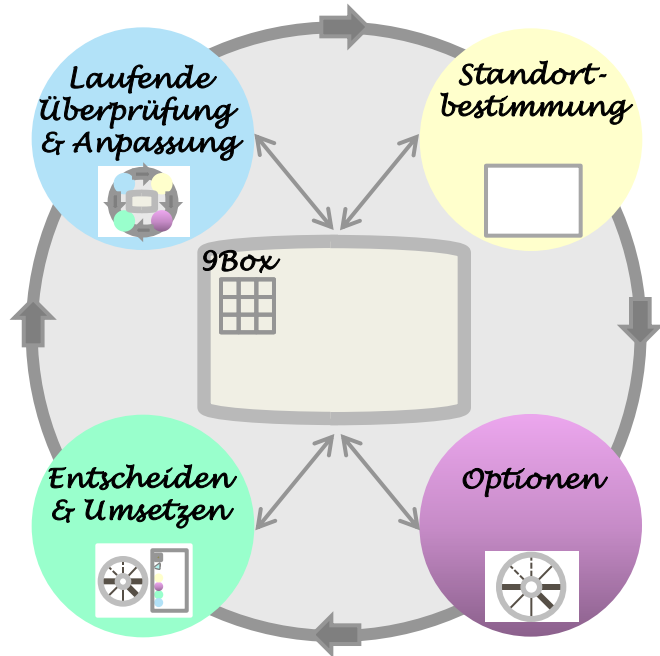 Laufende
Überprüfung
& Anpassung
Standort-
bestimmung
9Box
Entscheiden
& Umsetzen
Optionen